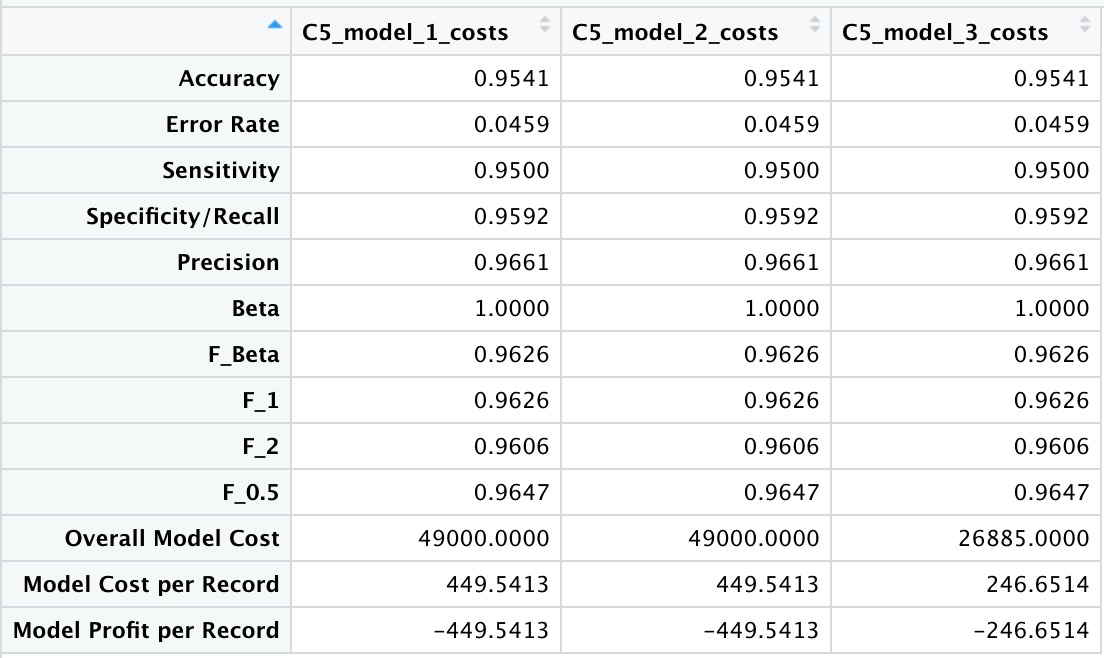 C5_model_1_costs C5_model_2_costs C5_model_3_costs
Accuracy 0.9541 0.9541 0.9541
Error Rate 0.0459 0.0459 0.0459
Sensitivity 0.9500 0.9500 0.9500
Specificity/Recall 0.9592 0.9592 0.9592
Precision 0.9661 0.9661 0.9661
Beta 1.0000 1.0000 1.0000
F_Beta 0.9626 0.9626 0.9626
F_1 0.9626 0.9626 0.9626
F_2 0.9606 0.9606 0.9606
F_0.5 0.9647 0.9647 0.9647
Overall Model Cost 49000.0000 49000.0000 26885.0000
Model Cost per Record 449.5413 449.5413 246.6514
Model Profit per Record -449.5413 -449.5413 -246.6514